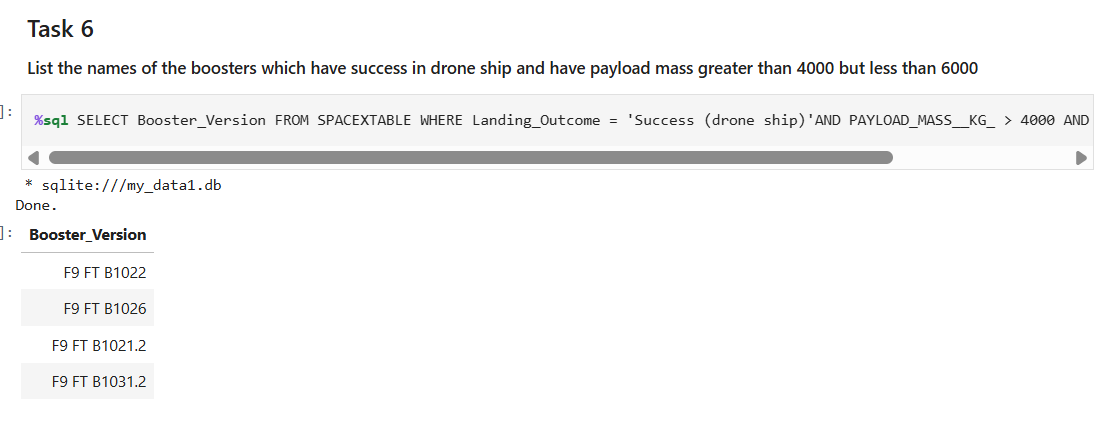 Task 6
List the names of the boosters which have success in drone ship and have payload mass greater than 4000 but less than 6000
]: %sql SELECT Booster_Version FROM SPACEXTABLE WHERE Landing_Outcome = 'Success (drone ship)'AND PAYLOAD_MASS__KG_ > 4000 AND
* sqlite:///my_data1.db
Done.
]: Booster_Version
F9 FT B1022
F9 FT B1026
F9 FT B1021.2
F9 FT B1031.2